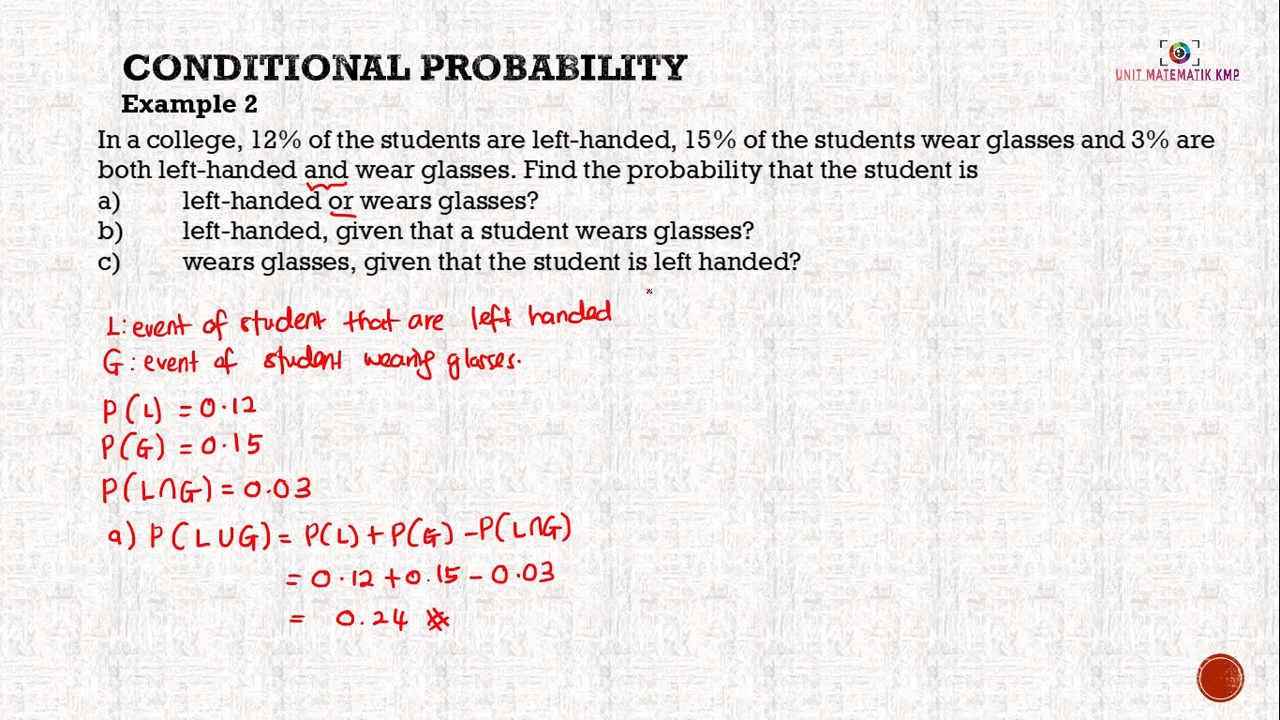 CONDITIONAL PROBABILITY
UNIT MATEMATIK KMP
Example 2
In a college, 12% of the students are left-handed, 15% of the students wear glasses and 3% are
both left-handed and wear glasses. Find the probability that the student is
a) left-handed or wears glasses?
b) left-handed, given that a student wears glasses?
c) wears glasses, given that the student is left handed?
L: event of student that are left handed
G: event of student wearing glasses.
P(L) = 0.12
P(G) = 0.15
P(L∩G) = 0.03
a) P(L∪G) = P(L) + P(G) - P(L∩G)
= 0.12 + 0.15 - 0.03
= 0.24